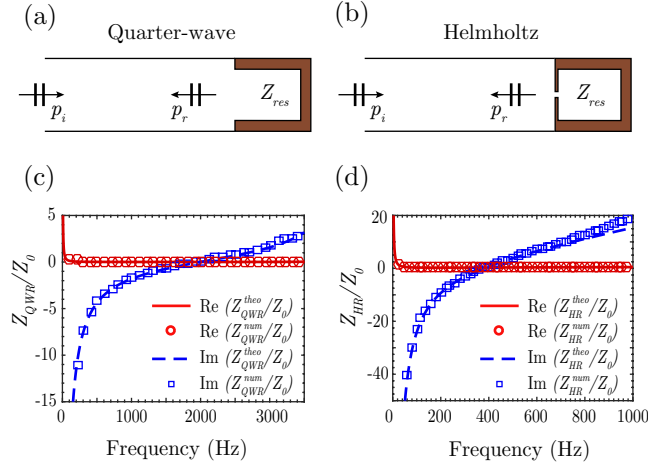 (a)
Quarter-wave
p_i
p_r
Z_res
(b)
Helmholtz
p_i
p_r
Z_res
(c)
5
0
-5
-10
-15
0 1000 2000 3000
Z_QWR/Z_0
Frequency (Hz)
Re (Z_QWR^theo/Z_0)
Re (Z_QWR^num/Z_0)
Im (Z_QWR^theo/Z_0)
Im (Z_QWR^num/Z_0)
(d)
20
0
-20
-40
0 200 400 600 800 1000
Z_HR/Z_0
Frequency (Hz)
Re (Z_HR^theo/Z_0)
Re (Z_HR^num/Z_0)
Im (Z_HR^theo/Z_0)
Im (Z_HR^num/Z_0)